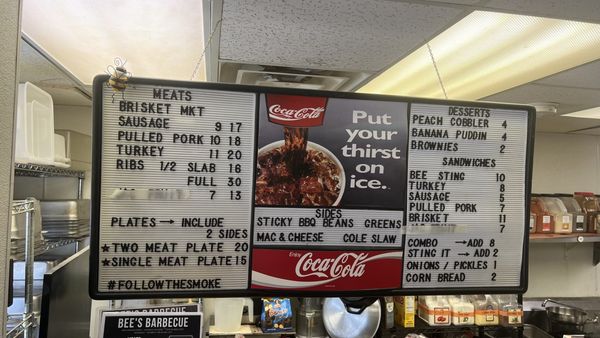 MEATS
BRISKET MKT
SAUSAGE 9 17
PULLED PORK 10 18
TURKEY 11 20
RIBS 1/2 SLAB 16
FULL 30
7 13
PLATES → INCLUDE
2 SIDES
★ TWO MEAT PLATE 20
★ SINGLE MEAT PLATE 15
#FOLLOWTHESMOKE
Coca-Cola
Put
your
thirst
on
ice.
SIDES
STICKY BBQ BEANS GREENS
MAC & CHEESE COLE SLAW
Enjoy
Coca-Cola
DESSERTS
PEACH COBBLER 4
BANANA PUDDIN 4
BROWNIES 2
SANDWICHES
BEE STING 10
TURKEY 8
SAUSAGE 5
PULLED PORK 7
BRISKET 11
7
COMBO → ADD 8
STING IT → ADD 2
ONIONS / PICKLES 1
CORN BREAD 2
BEE'S BARBECUE
BEE'S BARBECUE